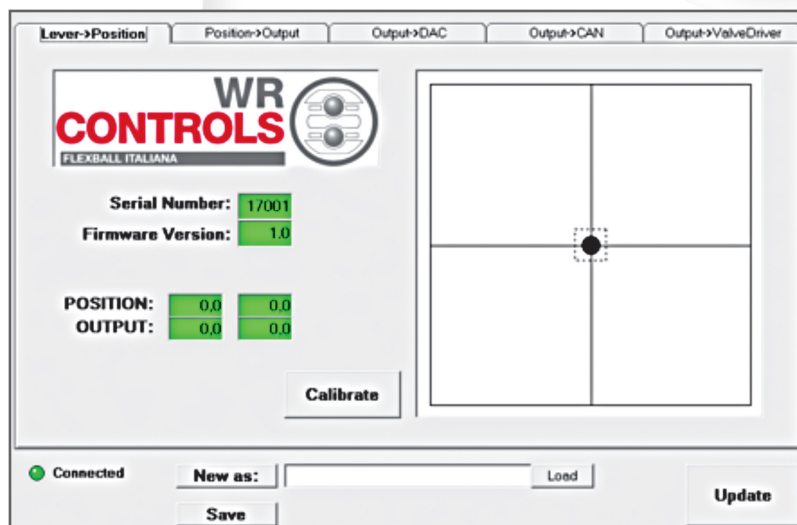 Lever->Position Position->Output Output->DAC Output->CAN Output->ValveDriver
WR
CONTROLS
FLEXBALL ITALIANA
Serial Number: 17001
Firmware Version: 1.0
POSITION: 0,0 0,0
OUTPUT: 0,0 0,0
Calibrate
Connected New as: Load
Update
Save